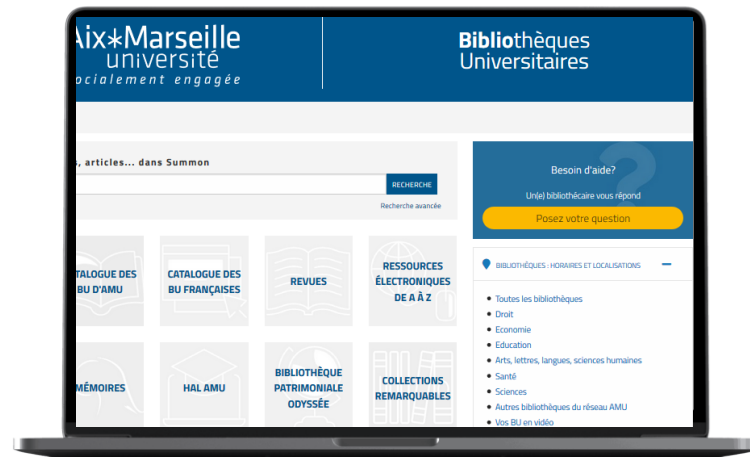 Aix*Marseille
université
ocialement engagée
Bibliothèques
Universitaires
s, articles... dans Summon
RECHERCHE
Recherche avancée
Besoin d'aide?
Un(e) bibliothécaire vous répond
Posez votre question
TALOGUE DES
BU D'AMU
CATALOGUE DES
BU FRANÇAISES
REVUES
RESSOURCES
ÉLECTRONIQUES
DE A À Z
BIBLIOTHÈQUES : HORAIRES ET LOCALISATIONS
Toutes les bibliothèques
Droit
Economie
Education
Arts, lettres, langues, sciences humaines
Santé
Sciences
Autres bibliothèques du réseau AMU
Vos BU en vidéo
MÉMOIRES
HAL AMU
BIBLIOTHÈQUE
PATRIMONIALE
ODYSSÉE
COLLECTIONS
REMARQUABLES